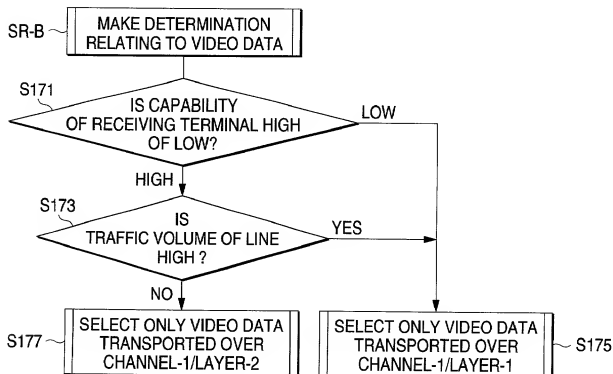 SR-B
MAKE DETERMINATION
RELATING TO VIDEO DATA
S171
IS CAPABILITY
OF RECEIVING TERMINAL HIGH
OF LOW?
LOW
HIGH
S173
IS
TRAFFIC VOLUME OF LINE
HIGH ?
YES
NO
S177
SELECT ONLY VIDEO DATA
TRANSPORTED OVER
CHANNEL-1/LAYER-2
SELECT ONLY VIDEO DATA
TRANSPORTED OVER
CHANNEL-1/LAYER-1
S175